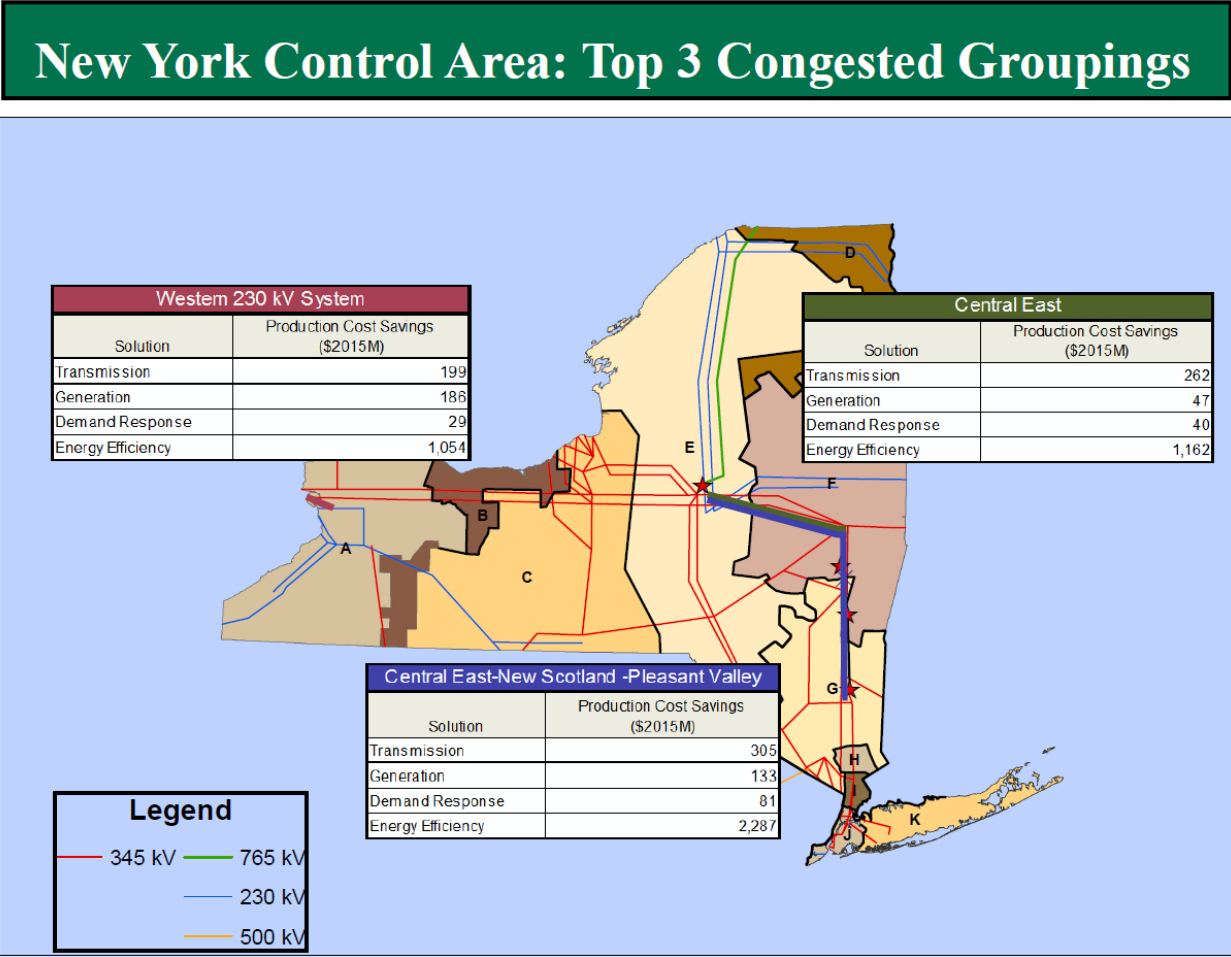 New York Control Area: Top 3 Congested Groupings
Western 230 kV System
Solution Production Cost Savings ($2015M)
Transmission 199
Generation 186
Demand Response 29
Energy Efficiency 1,054
Central East
Solution Production Cost Savings ($2015M)
Transmission 262
Generation 47
Demand Response 40
Energy Efficiency 1,162
D
E
F
B
A
C
G
Central East-New Scotland -Pleasant Valley
Solution Production Cost Savings ($2015M)
Transmission 305
Generation 133
Demand Response 81
Energy Efficiency 2,287
H
I
J
K
Legend
345 kV 765 kV
230 kV
500 kV